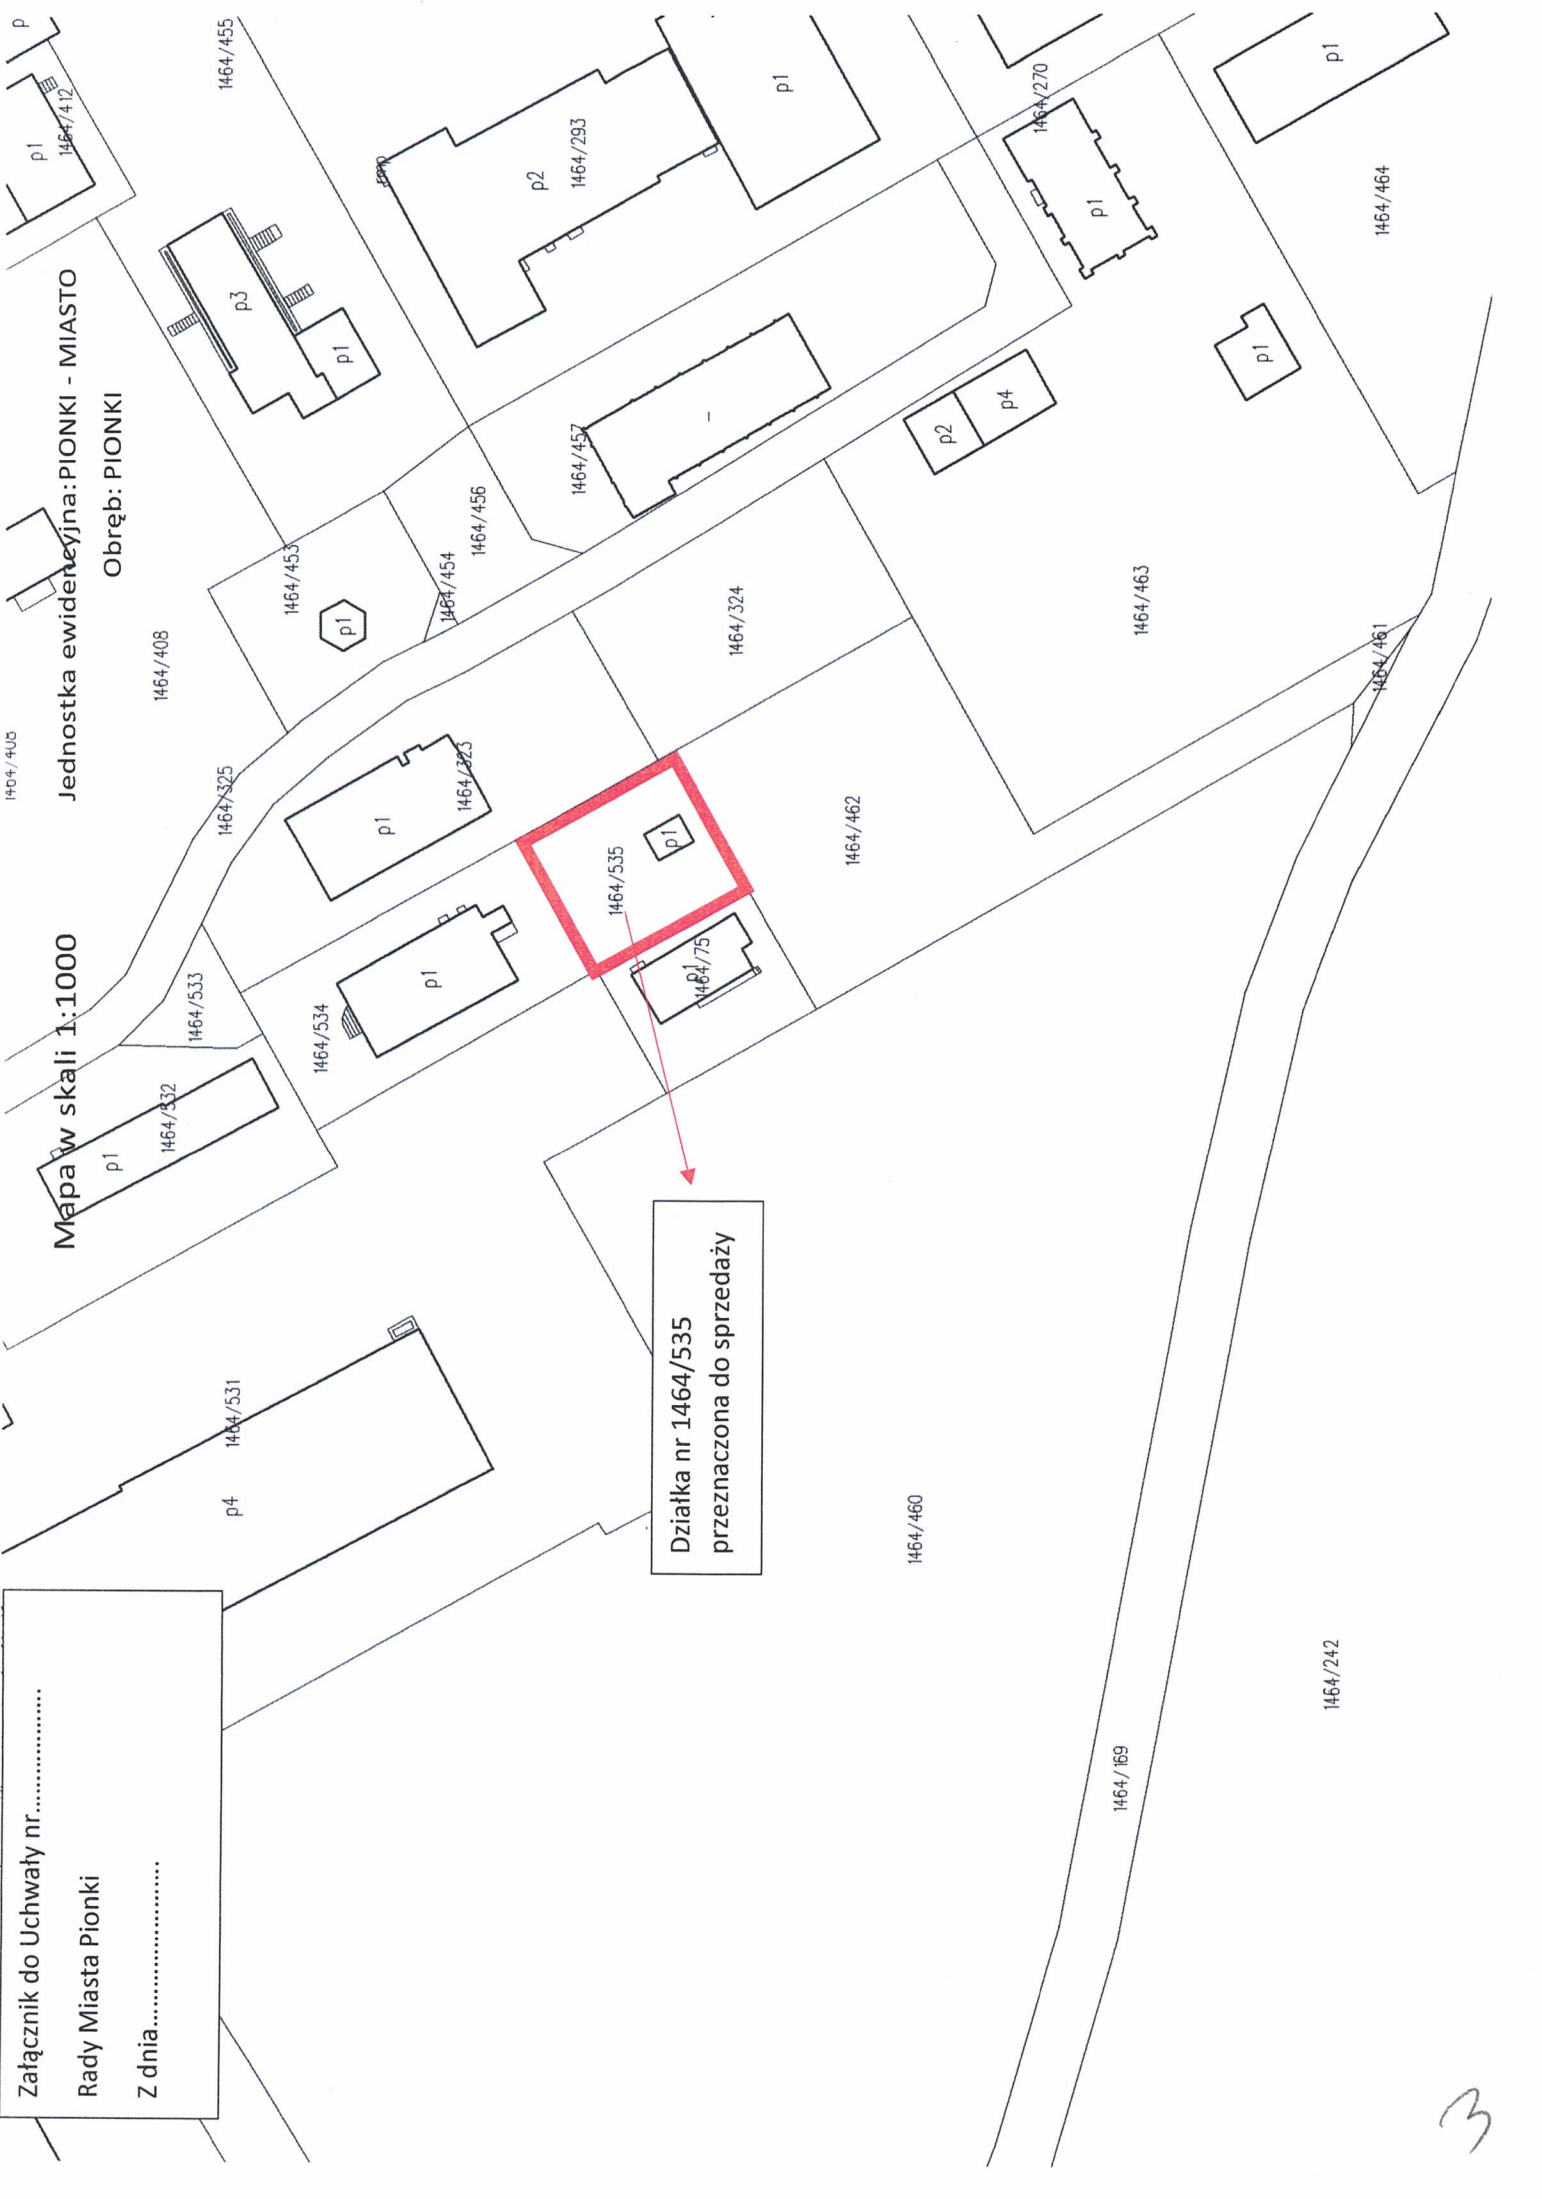 Załącznik do Uchwały nr....................
Rady Miasta Pionki
Z dnia.........................
Mapa w skali 1:1000
Jednostka ewidencyjna:PIONKI - MIASTO
Obręb: PIONKI
1464/408
p
p1
1464/412
1464/455
p3
p1
1464/408
1464/453
p1
1464/454
1464/456
1464/457
p2
1464/293
p1
1464/270
p1
p1
1464/464
p1
p2
p4
1464/463
1464/461
1464/324
1464/325
1464/323
p1
1464/462
1464/535
p1
p1
1464/75
1464/533
1464/534
p1
1464/532
p1
1464/531
p4
Działka nr 1464/535
przeznaczona do sprzedaży
1464/460
1464/169
1464/242
3